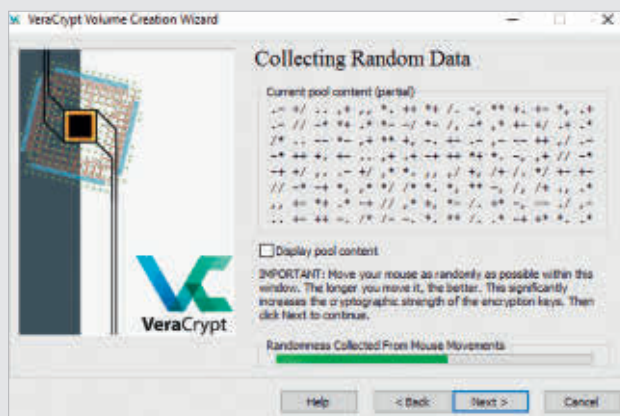 VeraCrypt Volume Creation Wizard
Collecting Random Data
Current pool content (partial)
Display pool content
IMPORTANT: Move your mouse as randomly as possible within this
window. The longer you move it, the better. This significantly
increases the cryptographic strength of the encryption keys. Then
click Next to continue.
VeraCrypt
Randomness Collected From Mouse Movements
Help
< Back
Next >
Cancel